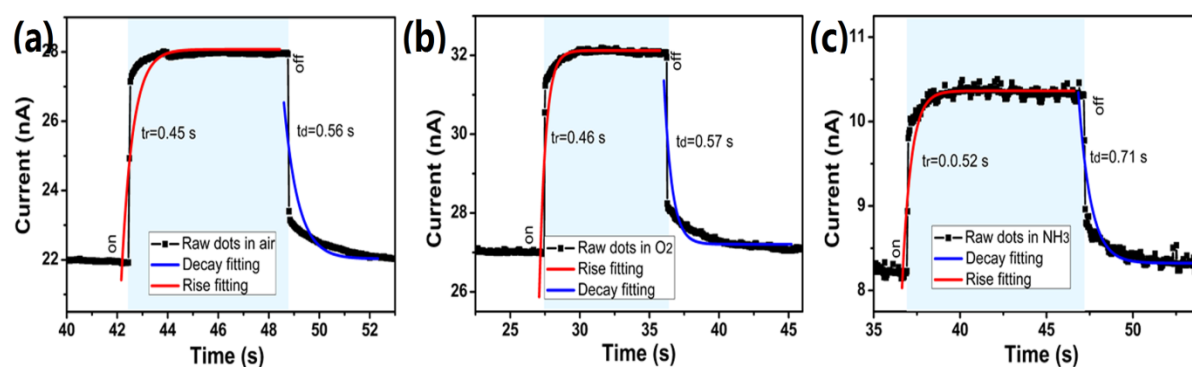 (a)
Current (nA)
28
26
24
22
on
off
tr=0.45 s
td=0.56 s
Raw dots in air
Decay fitting
Rise fitting
40 42 44 46 48 50 52
Time (s)
(b)
Current (nA)
32
30
28
26
on
off
tr=0.46 s
td=0.57 s
Raw dots in O2
Rise fitting
Decay fitting
25 30 35 40 45
Time (s)
(c)
Current (nA)
11
10
9
8
on
off
tr=0.0.52 s
td=0.71 s
Raw dots in NH3
Decay fitting
Rise fitting
35 40 45 50
Time (s)